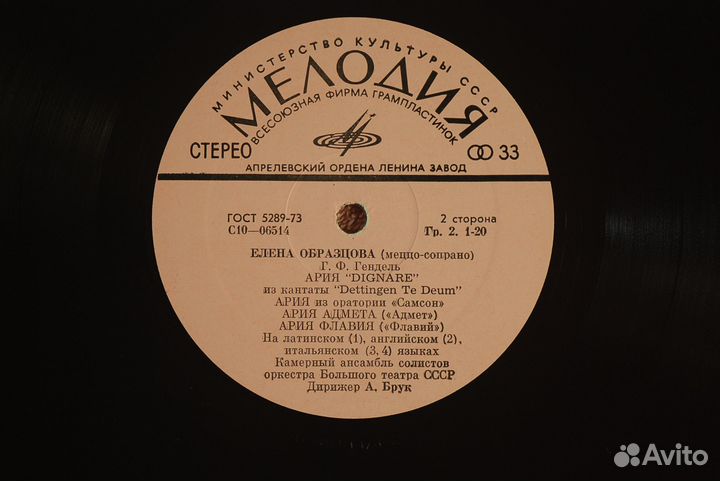 МИНИСТЕРСТВО КУЛЬТУРЫ СССР
МЕЛОДИЯ
ВСЕСОЮЗНАЯ ФИРМА ГРАМПЛАСТИНОК
СТЕРЕО
33
АПРЕЛЕВСКИЙ ОРДЕНА ЛЕНИНА ЗАВОД
ГОСТ 5289-73
2 сторона
С10—06514
Гр. 2. 1-20
ЕЛЕНА ОБРАЗЦОВА (меццо-сопрано)
Г. Ф. Гендель
АРИЯ "DIGNARE"
из кантаты "Dettingen Te Deum"
АРИЯ из оратории «Самсон»
АРИЯ АДМЕТА («Адмет»)
АРИЯ ФЛАВИЯ («Флавий»)
На латинском (1), английском (2),
итальянском (3, 4) языках
Камерный ансамбль солистов
оркестра Большого театра СССР
Дирижер А. Брук
Avito